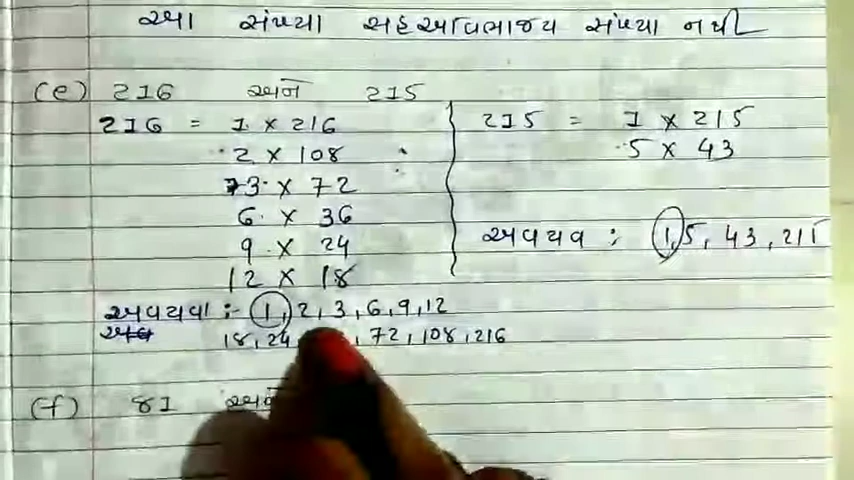 આ સંખ્યા સહઅવિભાજય સંખ્યા નથી
(e) 216 અને 215
216 = 1 x 216
2 x 108
3 x 72
6 x 36
9 x 24
12 x 18
અવયવો :- 1, 2, 3, 6, 9, 12
18, 24 , 72, 108, 216
215 = 1 x 215
5 x 43
અવયવ : 1, 5, 43, 215
(f) 81